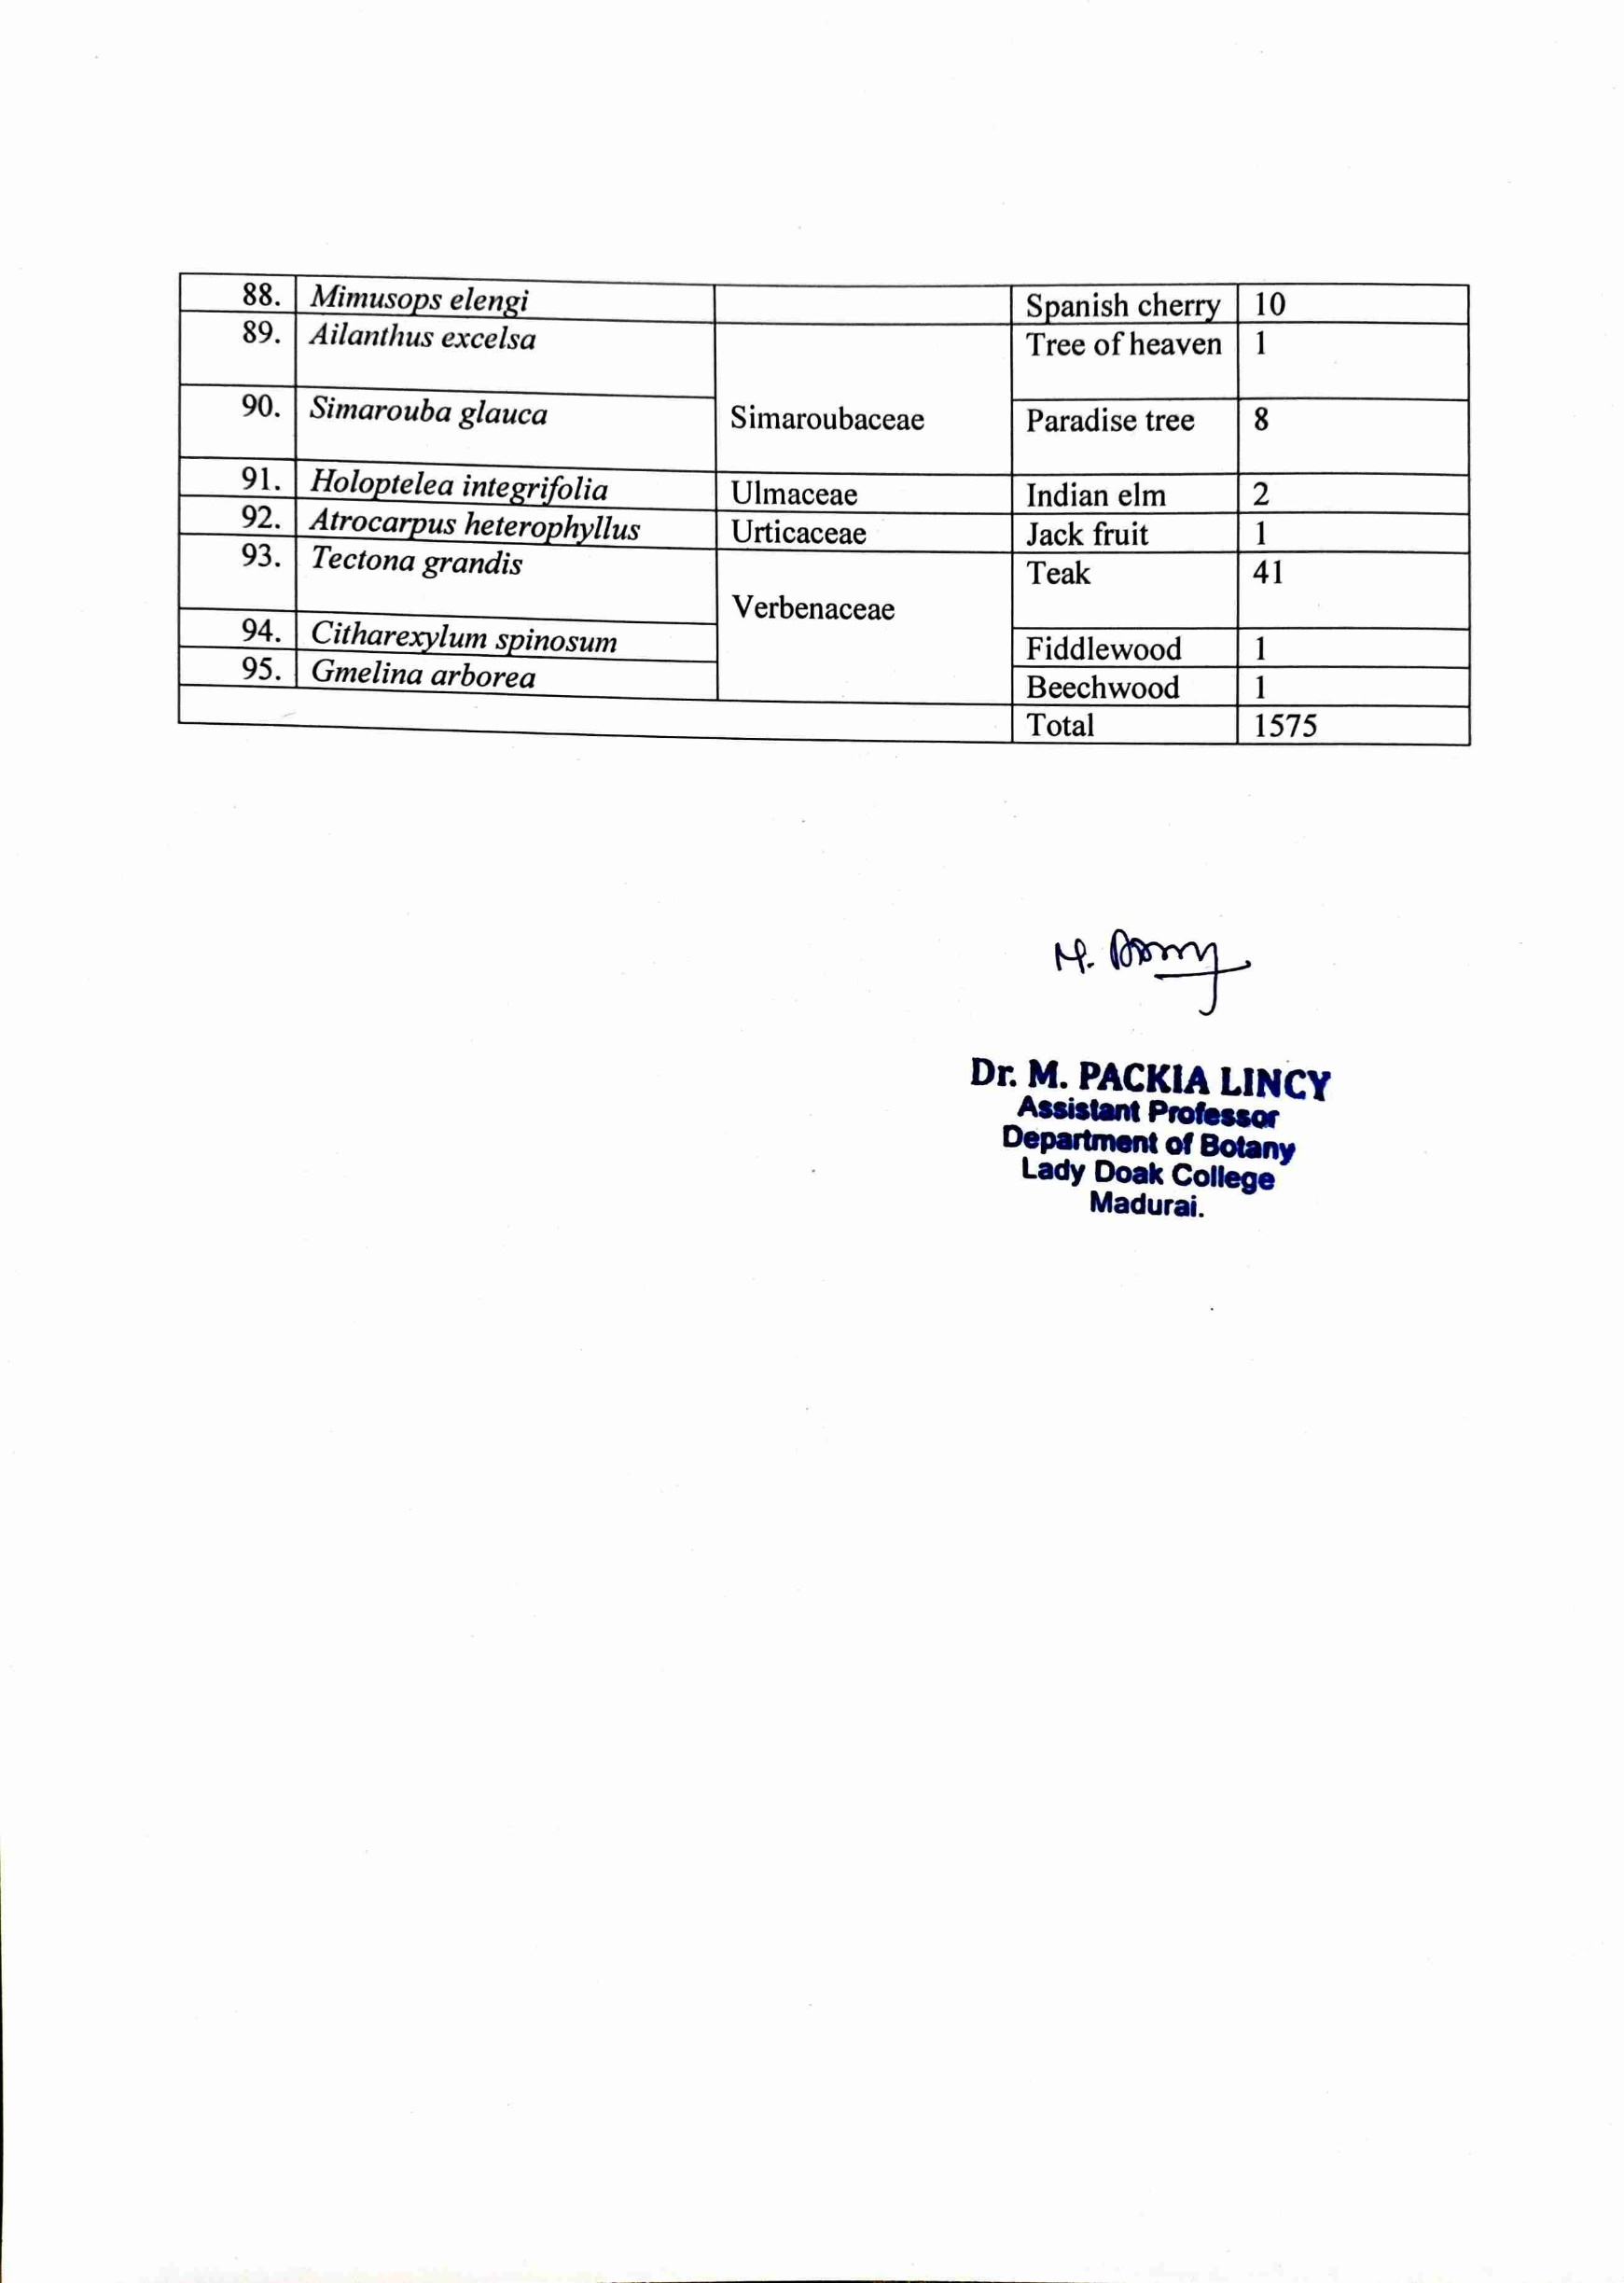 88. Mimusops elengi Spanish cherry 10
89. Ailanthus excelsa Tree of heaven 1
90. Simarouba glauca Simaroubaceae Paradise tree 8
91. Holoptelea integrifolia Ulmaceae Indian elm 2
92. Atrocarpus heterophyllus Urticaceae Jack fruit 1
93. Tectona grandis Teak 41
Verbenaceae
94. Citharexylum spinosum Fiddlewood 1
95. Gmelina arborea Beechwood 1
Total 1575
Dr. M. PACKIA LINCY
Assistant Professor
Department of Botany
Lady Doak College
Madurai.